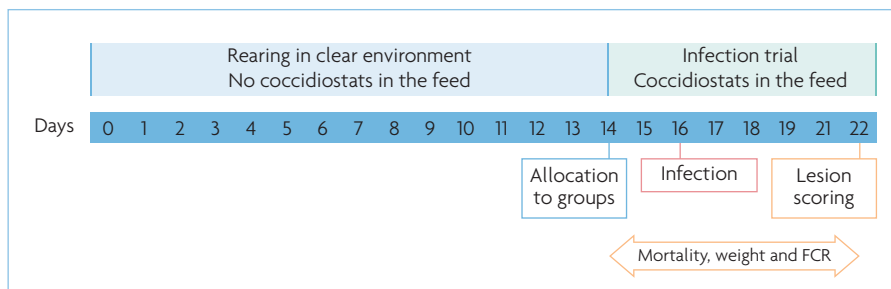 Rearing in clear environment
No coccidiostats in the feed
Infection trial
Coccidiostats in the feed
Days 0 1 2 3 4 5 6 7 8 9 10 11 12 13 14 15 16 17 18 19 21 22
Allocation
to groups
Infection
Lesion
scoring
Mortality, weight and FCR